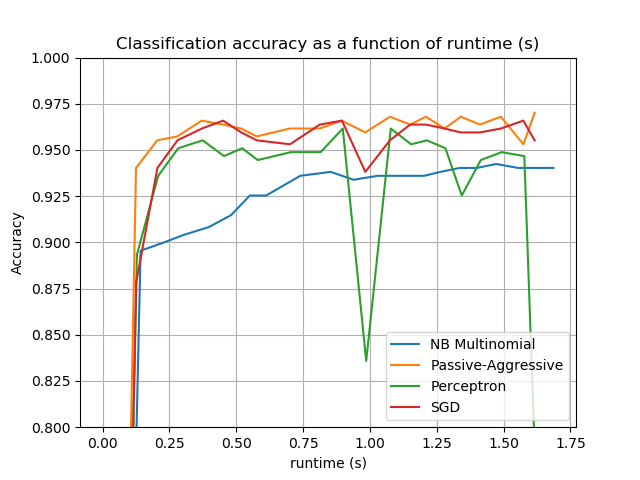 Classification accuracy as a function of runtime (s)
1.000
0.975
0.950
0.925
0.900
0.875
0.850
0.825
0.800
Accuracy
0.00 0.25 0.50 0.75 1.00 1.25 1.50 1.75
runtime (s)
NB Multinomial
Passive-Aggressive
Perceptron
SGD